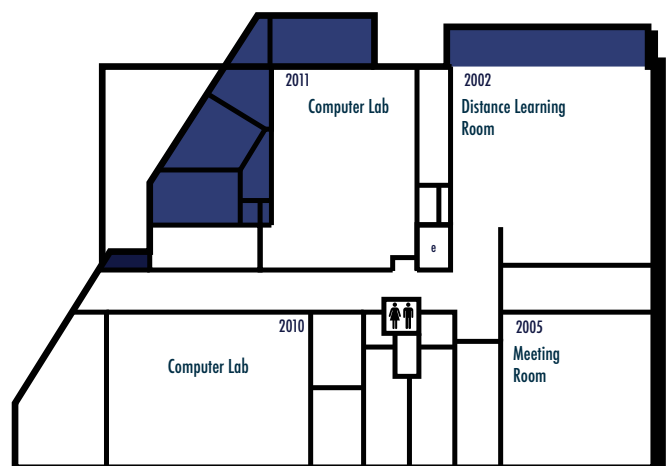 2011
Computer Lab
2002
Distance Learning
Room
e
2010
Computer Lab
2005
Meeting
Room